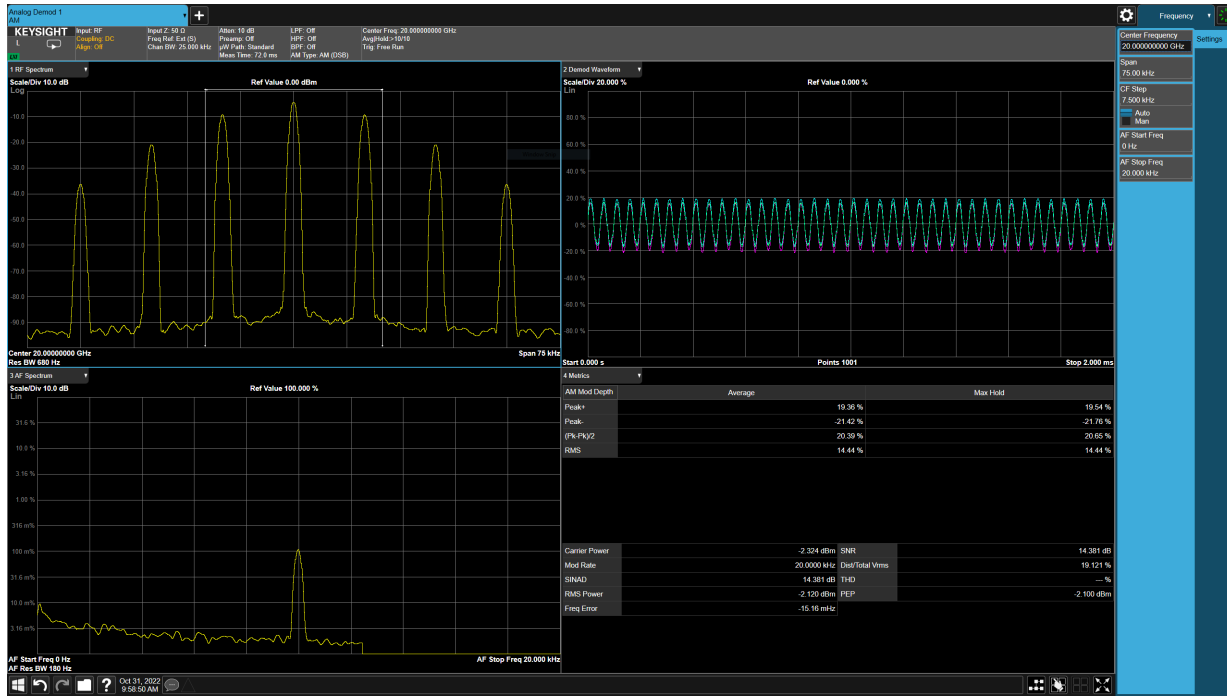 Analog Demod 1
AM
+
Frequency
KEYSIGHT
L
Input: RF
Coupling: DC
Align: Off
Input Z: 50 Ω
Freq Ref: Ext (S)
Chan BW: 25.000 kHz
Atten: 10 dB
Preamp: Off
µW Path: Standard
Meas Time: 72.0 ms
LPF: Off
HPF: Off
BPF: Off
AM Type: AM (DSB)
Center Freq: 20.000000000 GHz
Avg|Hold:>10/10
Trig: Free Run
Center Frequency
20.000000000 GHz
Settings
Span
75.00 kHz
CF Step
7.500 kHz
Auto
Man
AF Start Freq
0 Hz
AF Stop Freq
20.000 kHz
1 RF Spectrum
Scale/Div 10.0 dB
Ref Value 0.00 dBm
Log
-10.0
-20.0
-30.0
-40.0
-50.0
-60.0
-70.0
-80.0
-90.0
Center 20.00000000 GHz
Res BW 680 Hz
Span 75 kHz
2 Demod Waveform
Scale/Div 20.000 %
Ref Value 0.000 %
Lin
80.0 %
60.0 %
40.0 %
20.0 %
0 %
-20.0 %
-40.0 %
-60.0 %
-80.0 %
Start 0.000 s
Points 1001
Stop 2.000 ms
3 AF Spectrum
Scale/Div 10.0 dB
Ref Value 100.000 %
Lin
31.6 %
10.0 %
3.16 %
1.00 %
316 m%
100 m%
31.6 m%
10.0 m%
3.16 m%
AF Start Freq 0 Hz
AF Res BW 180 Hz
AF Stop Freq 20.000 kHz
4 Metrics
AM Mod Depth Average Max Hold
Peak+ 19.36 % 19.54 %
Peak- -21.42 % -21.76 %
(Pk-Pk)/2 20.39 % 20.65 %
RMS 14.44 % 14.44 %
Carrier Power -2.324 dBm SNR 14.381 dB
Mod Rate 20.0000 kHz Dist/Total Vrms 19.121 %
SINAD 14.381 dB THD --- %
RMS Power -2.120 dBm PEP -2.100 dBm
Freq Error -15.16 mHz
?
Oct 31, 2022
9:58:50 AM